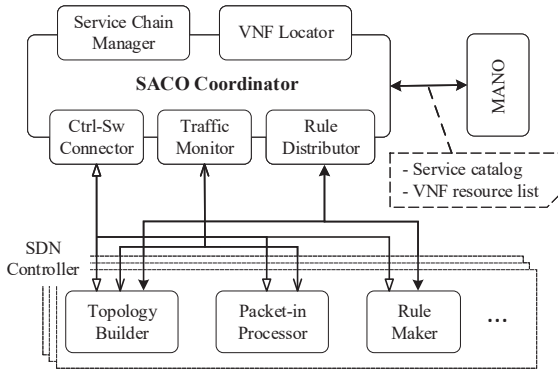 Service Chain
Manager
VNF Locator
SACO Coordinator
MANO
Ctrl-Sw
Connector
Traffic
Monitor
Rule
Distributor
- Service catalog
- VNF resource list
SDN
Controller
Topology
Builder
Packet-in
Processor
Rule
Maker
...